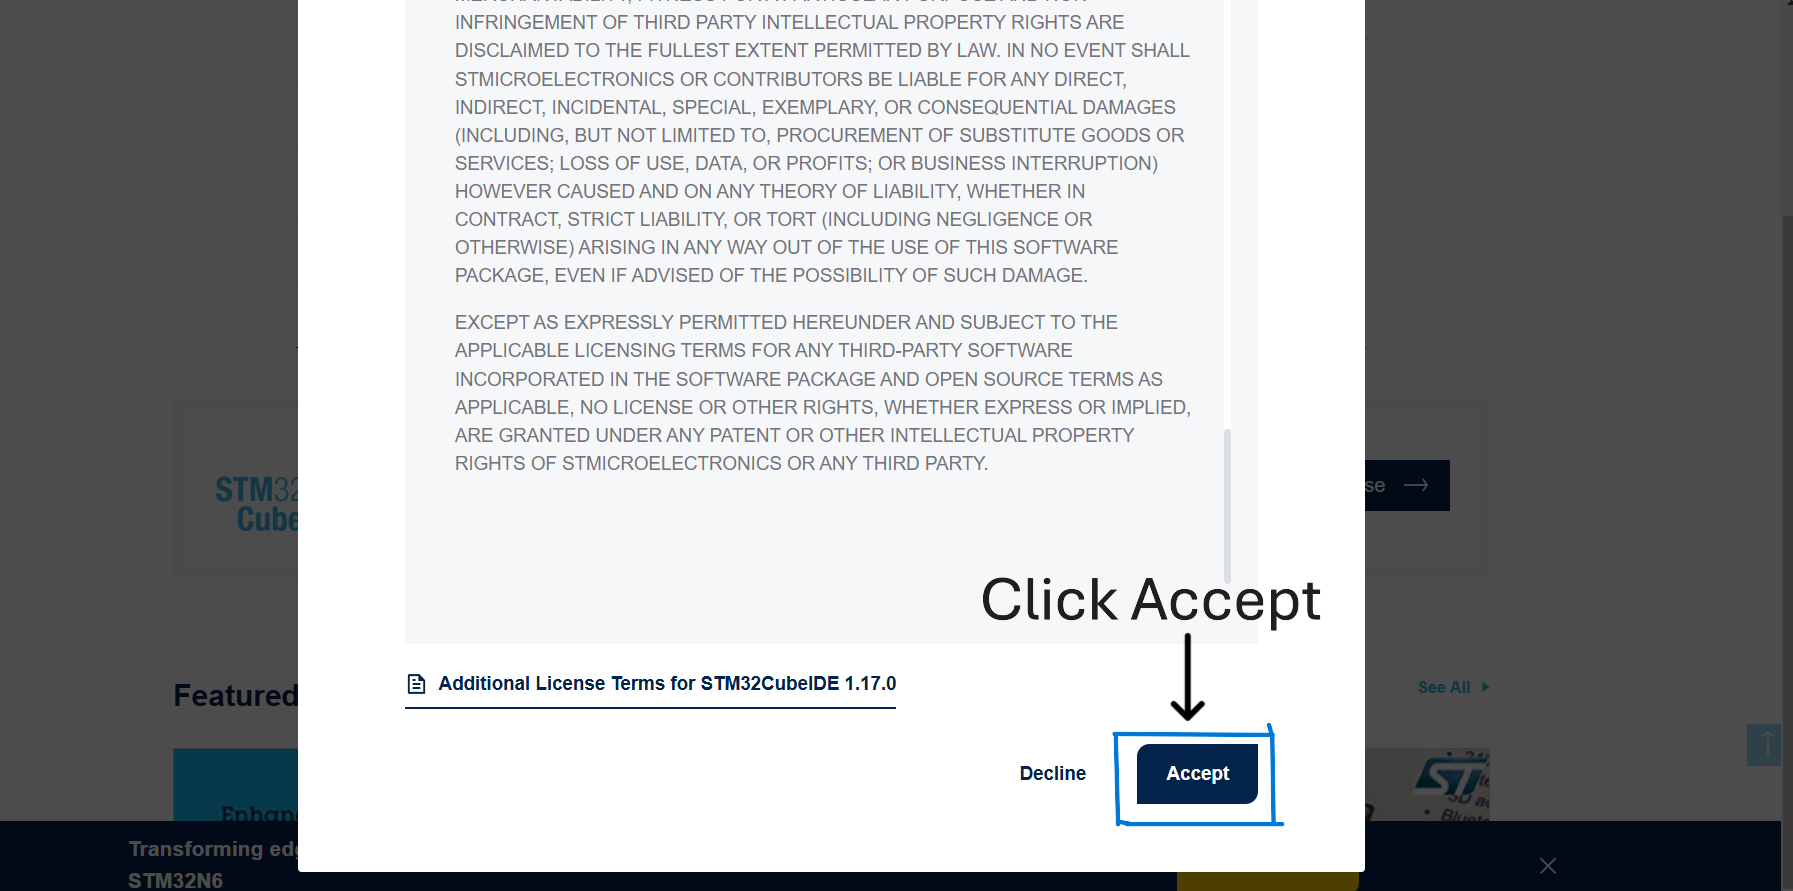 INFRINGEMENT OF THIRD PARTY INTELLECTUAL PROPERTY RIGHTS ARE
DISCLAIMED TO THE FULLEST EXTENT PERMITTED BY LAW. IN NO EVENT SHALL
STMICROELECTRONICS OR CONTRIBUTORS BE LIABLE FOR ANY DIRECT,
INDIRECT, INCIDENTAL, SPECIAL, EXEMPLARY, OR CONSEQUENTIAL DAMAGES
(INCLUDING, BUT NOT LIMITED TO, PROCUREMENT OF SUBSTITUTE GOODS OR
SERVICES; LOSS OF USE, DATA, OR PROFITS; OR BUSINESS INTERRUPTION)
HOWEVER CAUSED AND ON ANY THEORY OF LIABILITY, WHETHER IN
CONTRACT, STRICT LIABILITY, OR TORT (INCLUDING NEGLIGENCE OR
OTHERWISE) ARISING IN ANY WAY OUT OF THE USE OF THIS SOFTWARE
PACKAGE, EVEN IF ADVISED OF THE POSSIBILITY OF SUCH DAMAGE.
EXCEPT AS EXPRESSLY PERMITTED HEREUNDER AND SUBJECT TO THE
APPLICABLE LICENSING TERMS FOR ANY THIRD-PARTY SOFTWARE
INCORPORATED IN THE SOFTWARE PACKAGE AND OPEN SOURCE TERMS AS
APPLICABLE, NO LICENSE OR OTHER RIGHTS, WHETHER EXPRESS OR IMPLIED,
ARE GRANTED UNDER ANY PATENT OR OTHER INTELLECTUAL PROPERTY
RIGHTS OF STMICROELECTRONICS OR ANY THIRD PARTY.
STM32
Cube
se
Click Accept
Additional License Terms for STM32CubeIDE 1.17.0
Featured
See All
Decline
Accept
ST
Enhan
Transforming edg
STM32N6